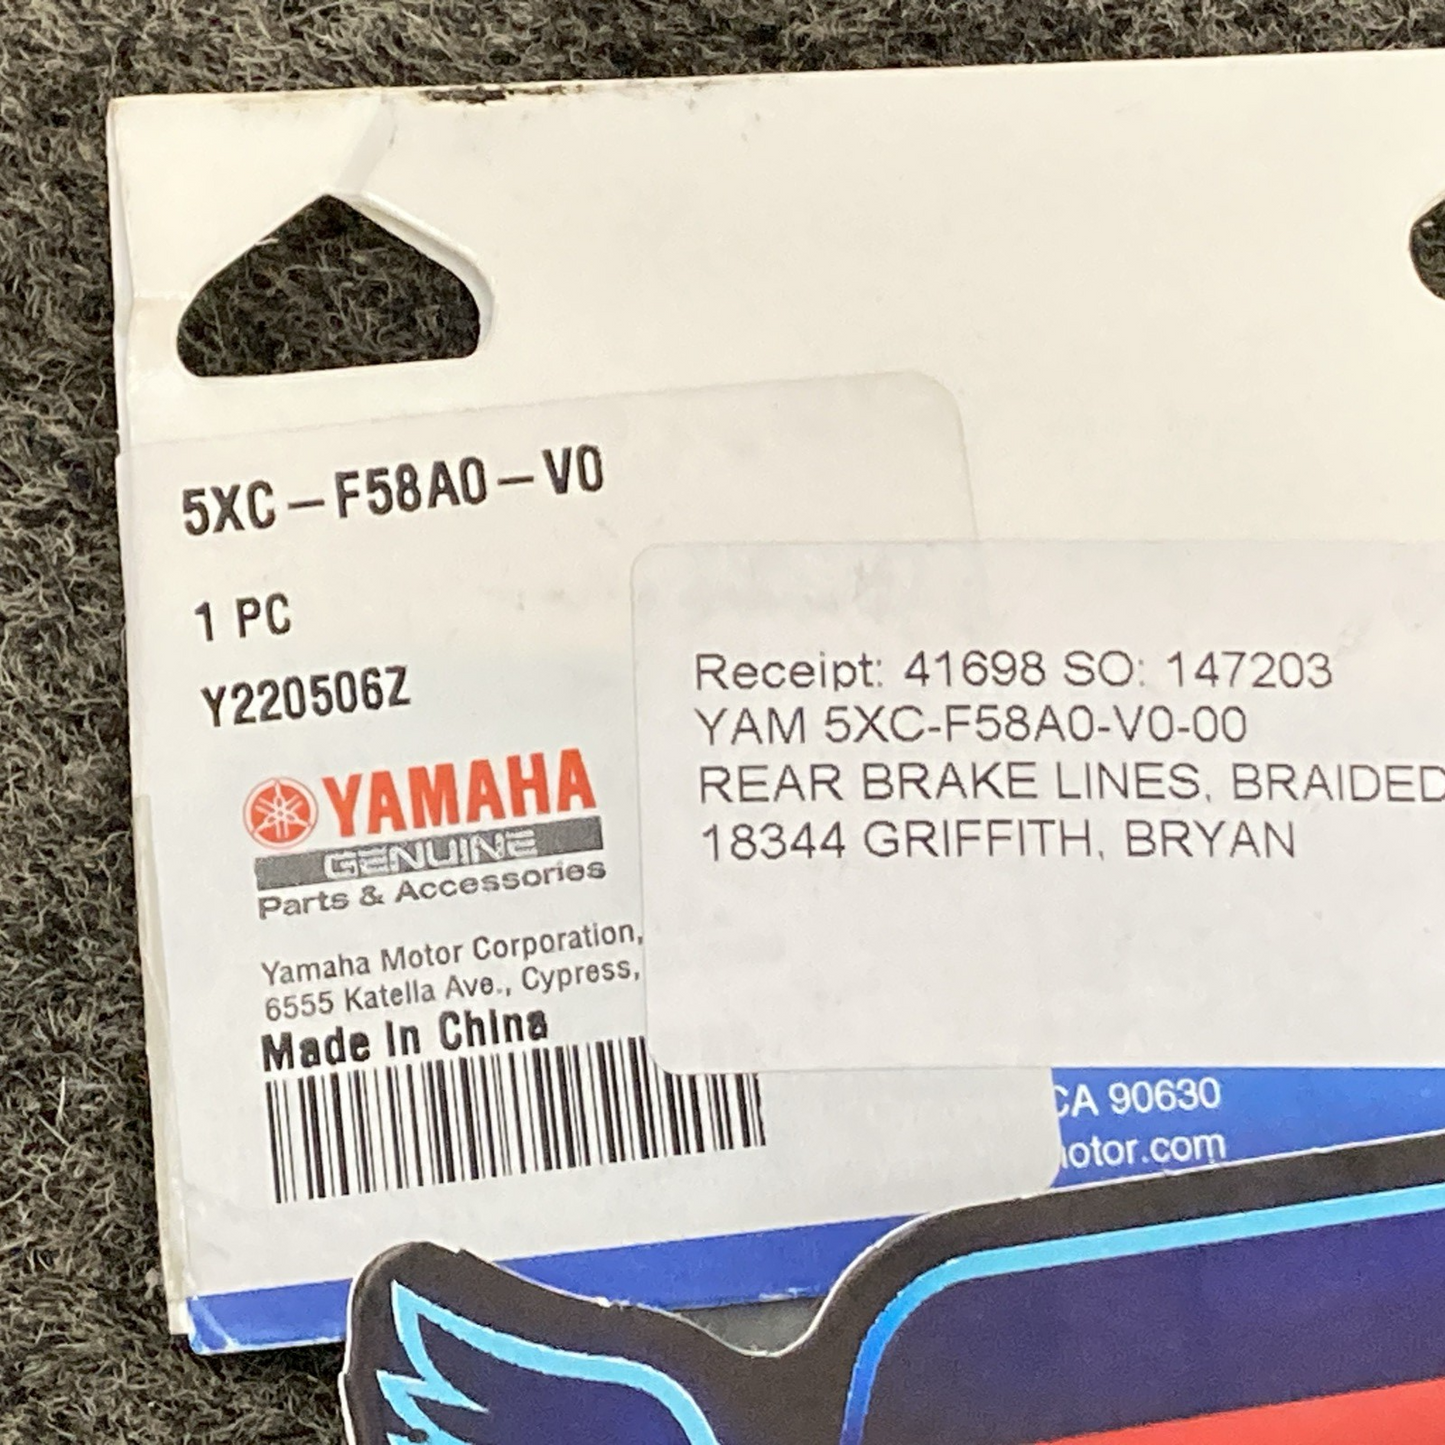 5XC-F58A0-V0
1 PC
Y220506Z
YAMAHA
GENUINE
Parts & Accessories
Yamaha Motor Corporation,
6555 Katella Ave., Cypress,
Made In China
Receipt: 41698 SO: 147203
YAM 5XC-F58A0-V0-00
REAR BRAKE LINES, BRAIDED
18344 GRIFFITH, BRYAN
CA 90630
motor.com